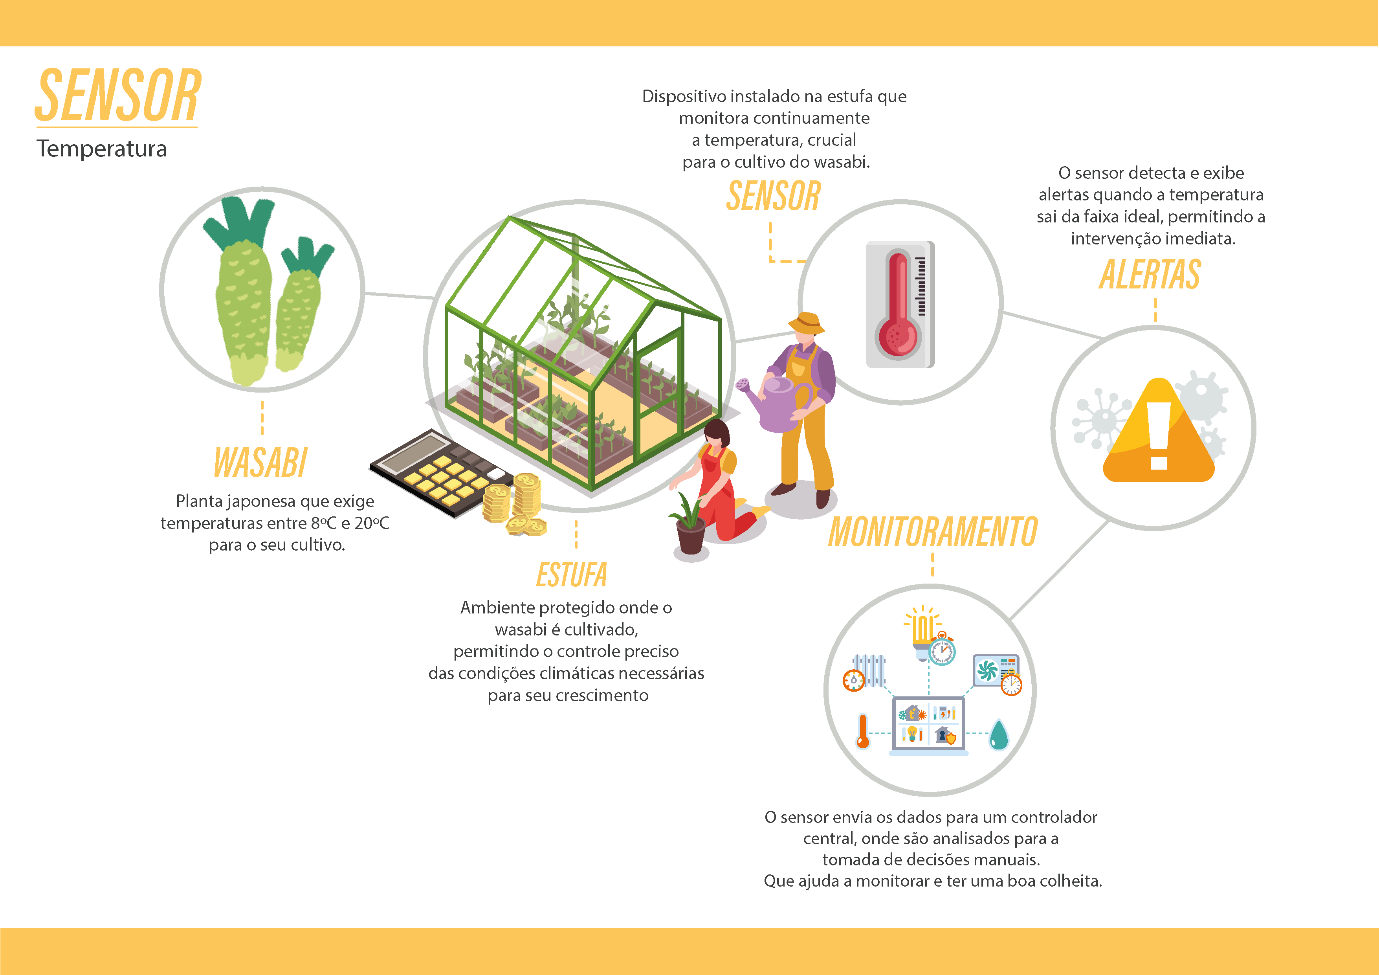 SENSOR
Temperatura
Dispositivo instalado na estufa que
monitora continuamente
a temperatura, crucial
para o cultivo do wasabi.
SENSOR
O sensor detecta e exibe
alertas quando a temperatura
sai da faixa ideal, permitindo a
intervenção imediata.
ALERTAS
WASABI
Planta japonesa que exige
temperaturas entre 8ºC e 20ºC
para o seu cultivo.
ESTUFA
Ambiente protegido onde o
wasabi é cultivado,
permitindo o controle preciso
das condições climáticas necessárias
para seu crescimento
MONITORAMENTO
O sensor envia os dados para um controlador
central, onde são analisados para a
tomada de decisões manuais.
Que ajuda a monitorar e ter uma boa colheita.